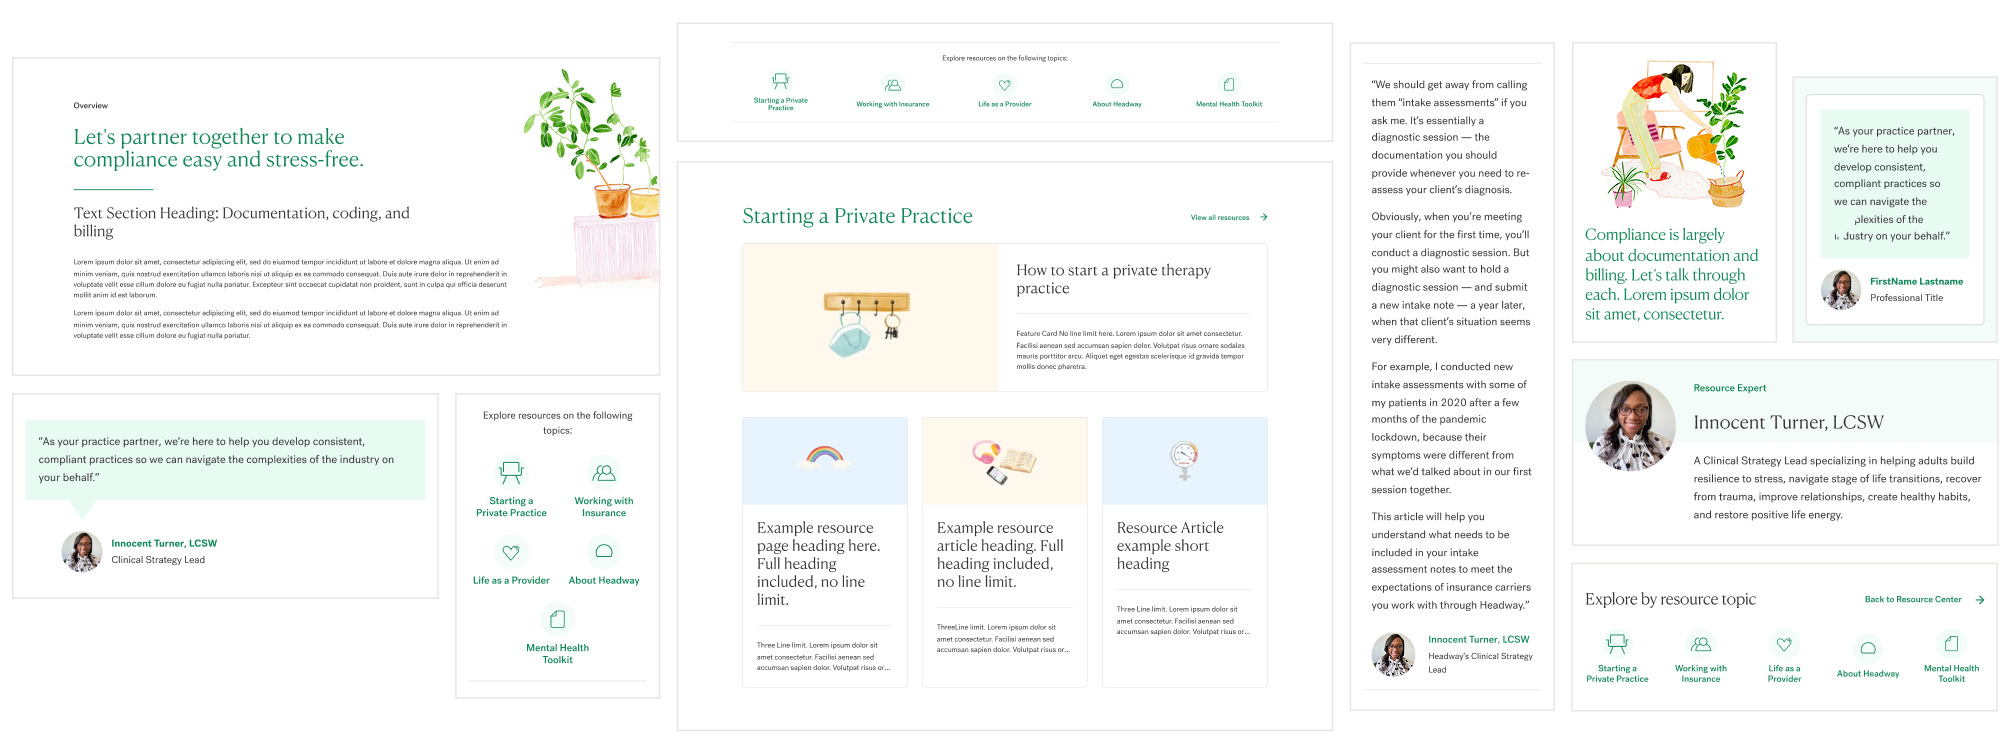 Overview
Let's partner together to make
compliance easy and stress-free.
Text Section Heading: Documentation, coding, and
billing
Lorem ipsum dolor sit amet, consectetur adipiscing elit, sed do eiusmod tempor incididunt ut labore et dolore magna aliqua. Ut enim ad
minim veniam, quis nostrud exercitation ullamco laboris nisi ut aliquip ex ea commodo consequat. Duis aute irure dolor in reprehenderit in
voluptate velit esse cillum dolore eu fugiat nulla pariatur. Excepteur sint occaecat cupidatat non proident, sunt in culpa qui officia deserunt
mollit anim id est laborum.
Lorem ipsum dolor sit amet, consectetur adipiscing elit, sed do eiusmod tempor incididunt ut labore et dolore magna aliqua. Ut enim ad
minim veniam, quis nostrud exercitation ullamco laboris nisi ut aliquip ex ea commodo consequat. Duis aute irure dolor in reprehenderit in
voluptate velit esse cillum dolore eu fugiat nulla pariatur.
"As your practice partner, we're here to help you develop consistent,
compliant practices so we can navigate the complexities of the industry on
your behalf."
Innocent Turner, LCSW
Clinical Strategy Lead
Explore resources on the following
topics:
Starting a
Private Practice
Working with
Insurance
Life as a Provider
About Headway
Mental Health
Toolkit
Explore resources on the following topics:
Starting a Private
Practice
Working with Insurance
Life as a Provider
About Headway
Mental Health Toolkit
Starting a Private Practice
View all resources
How to start a private therapy
practice
Feature Card No line limit here. Lorem ipsum dolor sit amet consectetur.
Facilisi aenean sed accumsan sapien dolor. Volutpat risus ornare sodales
mauris porttitor arcu. Aliquet eget egestas scelerisque id gravida tempor
mollis donec pharetra.
Example resource
page heading here.
Full heading
included, no line
limit.
Three Line limit. Lorem ipsum dolor sit
amet consectetur. Facilisi aenean sed
accumsan sapien dolor. Volutpat risus or...
Example resource
article heading. Full
heading included,
no line limit.
ThreeLine limit. Lorem ipsum dolor sit
amet consectetur. Facilisi aenean sed
accumsan sapien dolor. Volutpat risus or...
Resource Article
example short
heading
Three Line limit. Lorem ipsum dolor sit
amet consectetur. Facilisi aenean sed
accumsan sapien dolor. Volutpat risus or...
"We should get away from calling
them "intake assessments" if you
ask me. It's essentially a
diagnostic session — the
documentation you should
provide whenever you need to re-
assess your client's diagnosis.
Obviously, when you're meeting
your client for the first time, you'll
conduct a diagnostic session. But
you might also want to hold a
diagnostic session — and submit
a new intake note — a year later,
when that client's situation seems
very different.
For example, I conducted new
intake assessments with some of
my patients in 2020 after a few
months of the pandemic
lockdown, because their
symptoms were different from
what we'd talked about in our first
session together.
This article will help you
understand what needs to be
included in your intake
assessment notes to meet the
expectations of insurance carriers
you work with through Headway."
Innocent Turner, LCSW
Headway's Clinical Strategy
Lead
Compliance is largely
about documentation and
billing. Let's talk through
each. Lorem ipsum dolor
sit amet, consectetur.
"As your practice partner,
we're here to help you
develop consistent,
compliant practices so
we can navigate the
plexities of the
dustry on your behalf."
FirstName Lastname
Professional Title
Resource Expert
Innocent Turner, LCSW
A Clinical Strategy Lead specializing in helping adults build
resilience to stress, navigate stage of life transitions, recover
from trauma, improve relationships, create healthy habits,
and restore positive life energy.
Explore by resource topic
Back to Resource Center
Starting a
Private Practice
Working with
Insurance
Life as a
Provider
About Headway
Mental Health
Toolkit